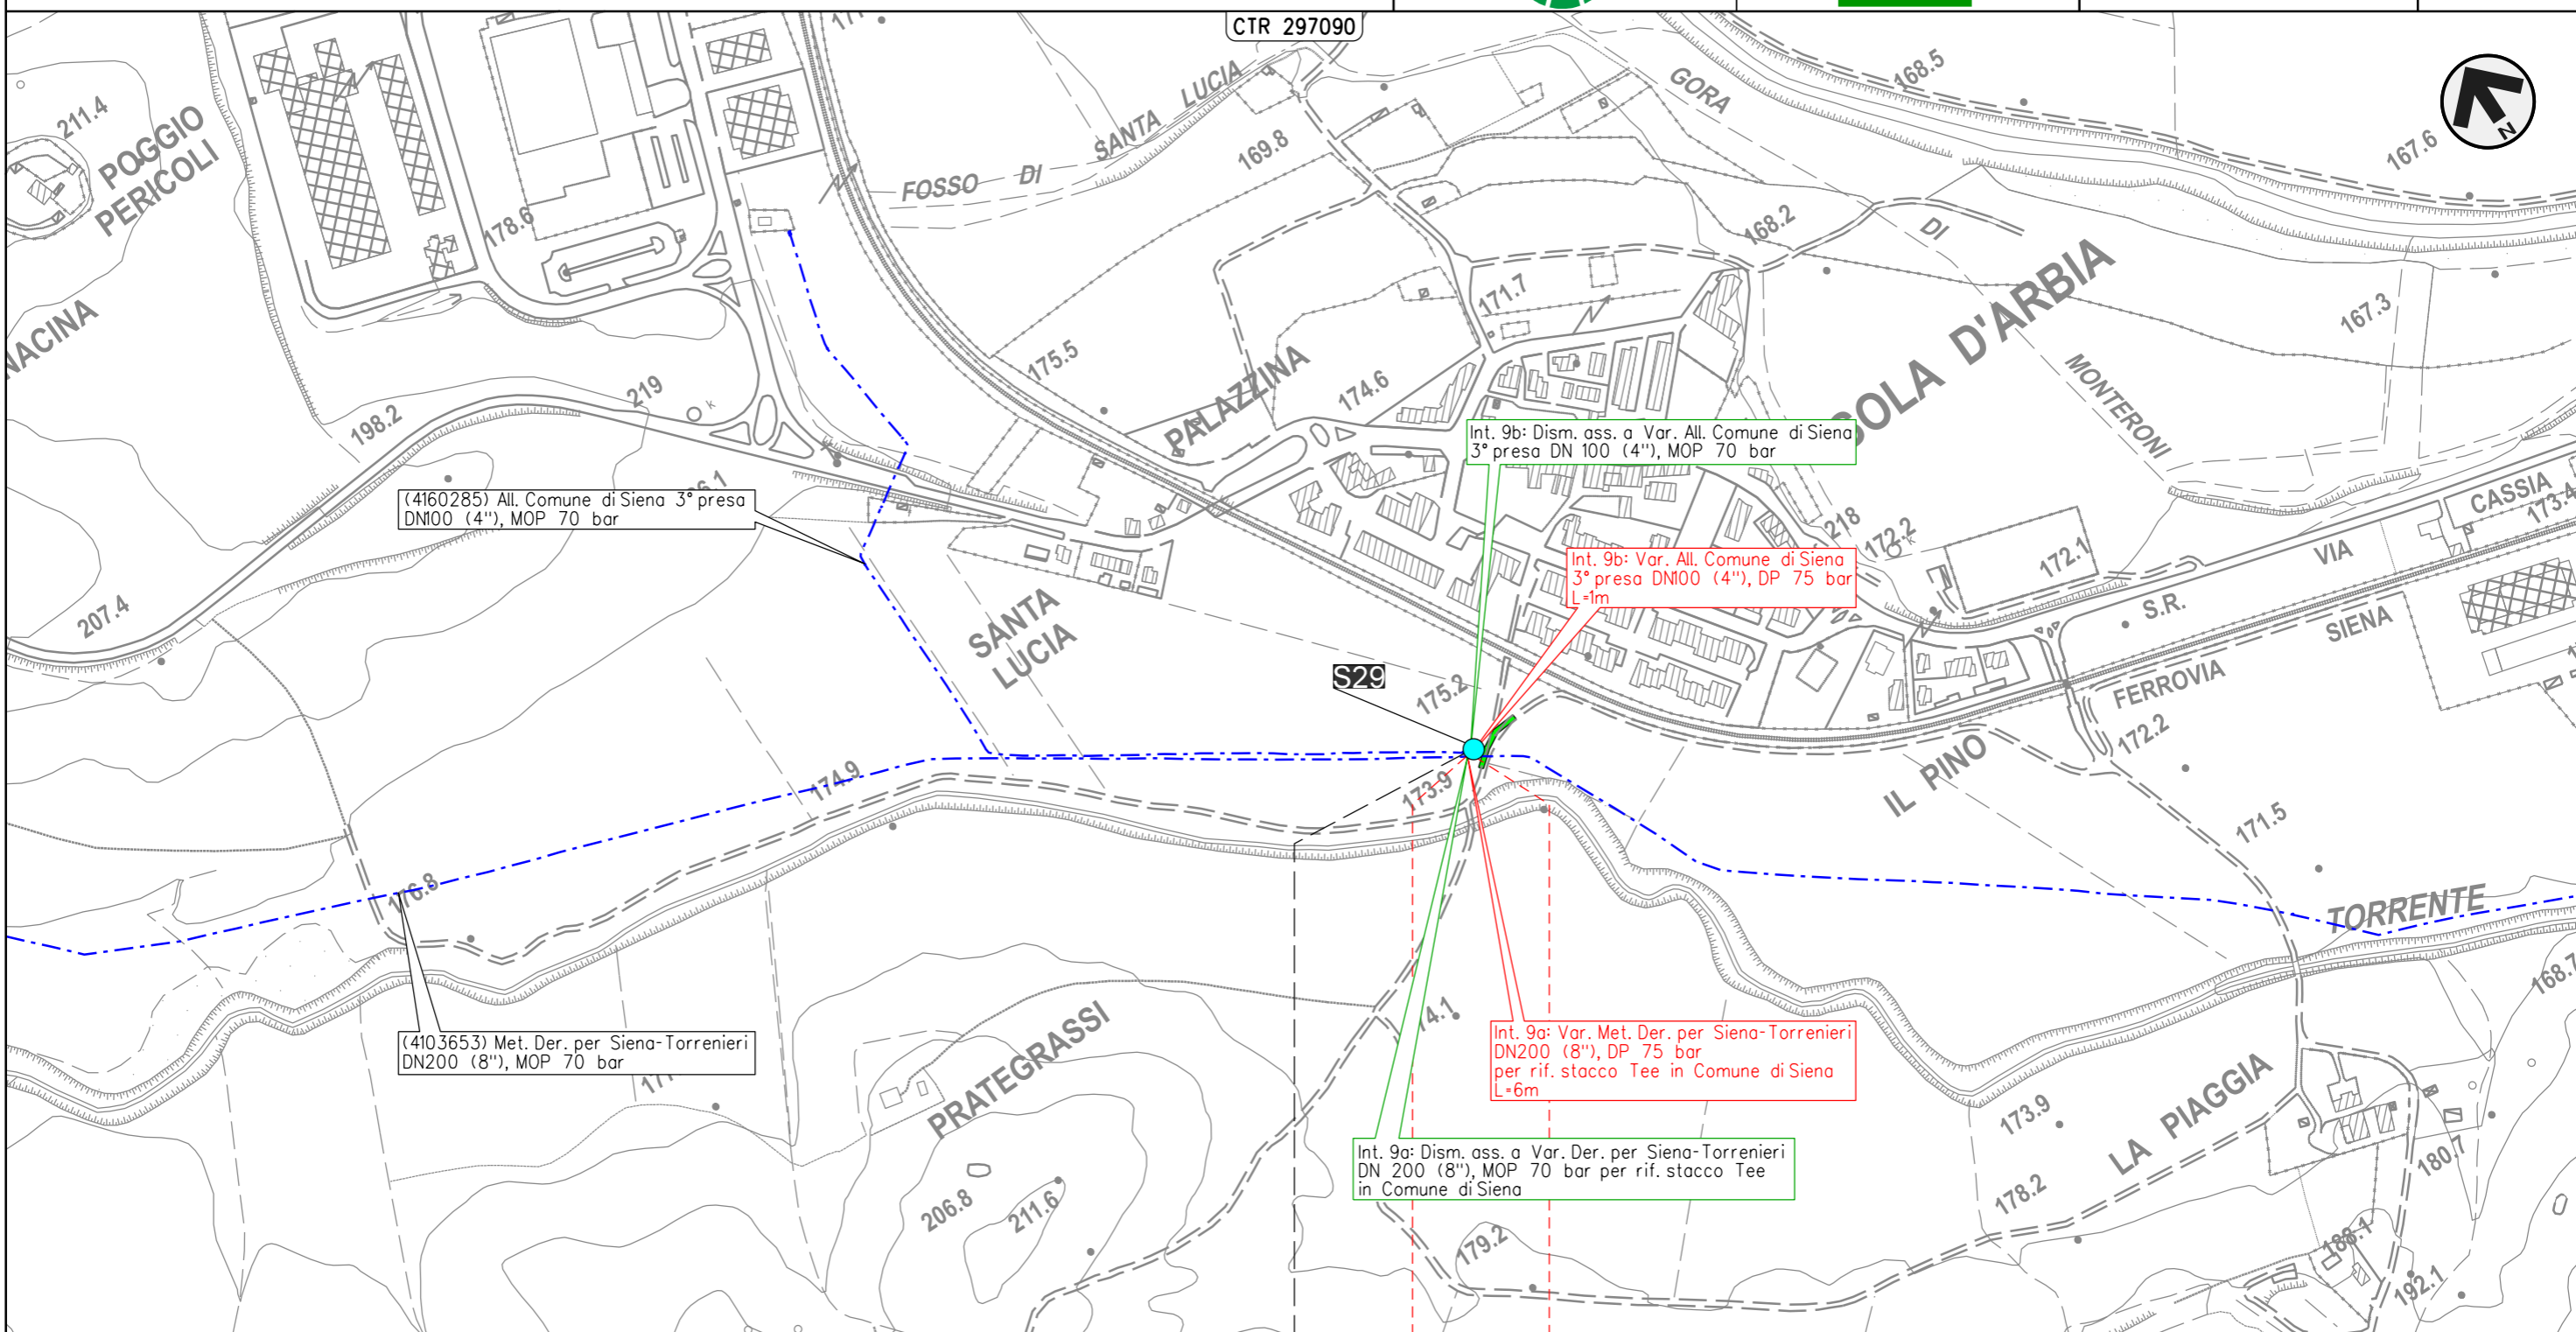 CTR 297090
168.5
GORA
167.6
211.4
POGGIO
PERICOLI
178.6
FOSSO DI SANTA LUCIA
169.8
168.2
DI
171.7
167.3
N
175.5
PALAZZINA
174.6
MONTERONI
219
198.2
K
Int. 9b: Dism. ass. a Var. All. Comune di Siena
3° presa DN 100 (4"), MOP 70 bar
(4160285) All. Comune di Siena 3° presa
DN100 (4"), MOP 70 bar
218
172.2
K
172.1
VIA
CASSIA
173.4
S.R.
Int. 9b: Var. All. Comune di Siena
3° presa DN100 (4"), DP 75 bar
L=1m
207.4
SANTA
LUCIA
S29
175.2
FERROVIA
SIENA
172.2
IL PINO
174.9
173.9
171.5
176.8
TORRENTE
168.7
(4103653) Met. Der. per Siena-Torrenieri
DN200 (8"), MOP 70 bar
PRATEGRASSI
Int. 9a: Var. Met. Der. per Siena-Torrenieri
DN200 (8"), DP 75 bar
per rif. stacco Tee in Comune di Siena
L=6m
173.9
LA PIAGGIA
180.7
Int. 9a: Dism. ass. a Var. Der. per Siena-Torrenieri
DN 200 (8"), MOP 70 bar per rif. stacco Tee
in Comune di Siena
206.8
211.6
178.2
179.2
188.1
192.1